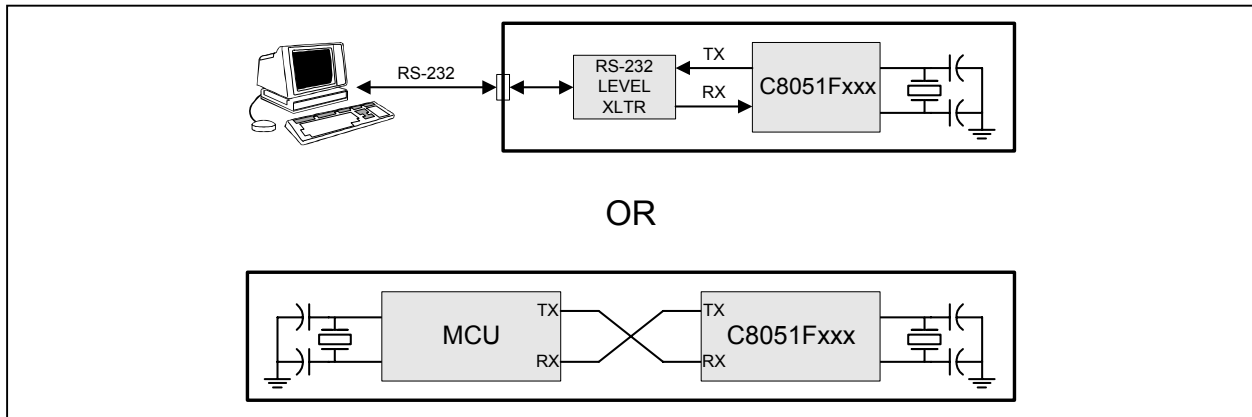 RS-232
RS-232
LEVEL
XLTR
TX
RX
C8051Fxxx
OR
MCU
TX
RX
TX
RX
C8051Fxxx